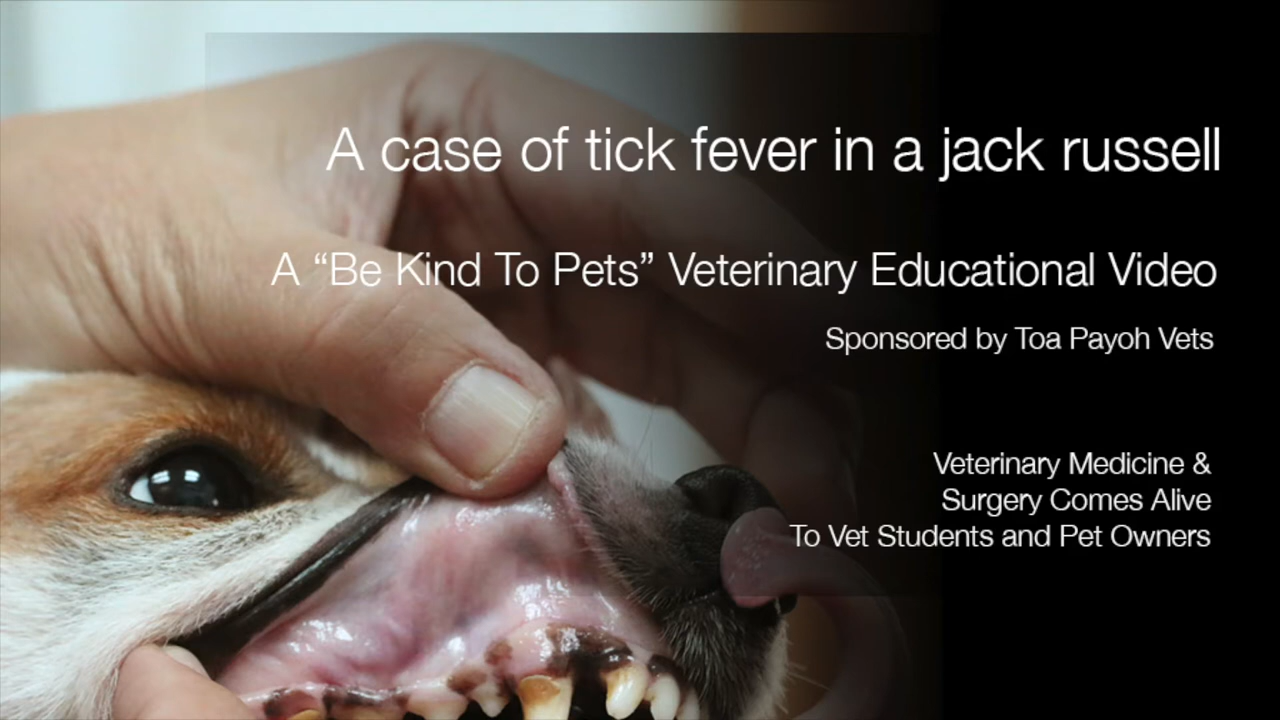 A case of tick fever in a jack russell
A “Be Kind To Pets” Veterinary Educational Video
Sponsored by Toa Payoh Vets
Veterinary Medicine &
Surgery Comes Alive
To Vet Students and Pet Owners